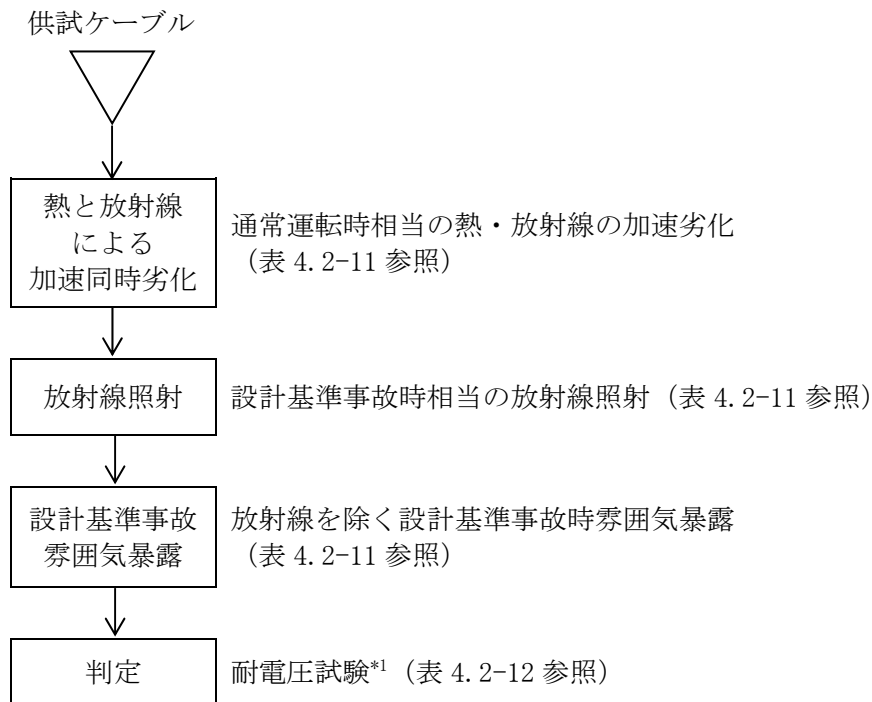 供試ケーブル
熱と放射線
による
加速同時劣化
通常運転時相当の熱・放射線の加速劣化
（表 4.2-11 参照）
放射線照射
設計基準事故時相当の放射線照射（表 4.2-11 参照）
設計基準事故
雰囲気暴露
放射線を除く設計基準事故時雰囲気暴露
（表 4.2-11 参照）
判定
耐電圧試験*1（表 4.2-12 参照）